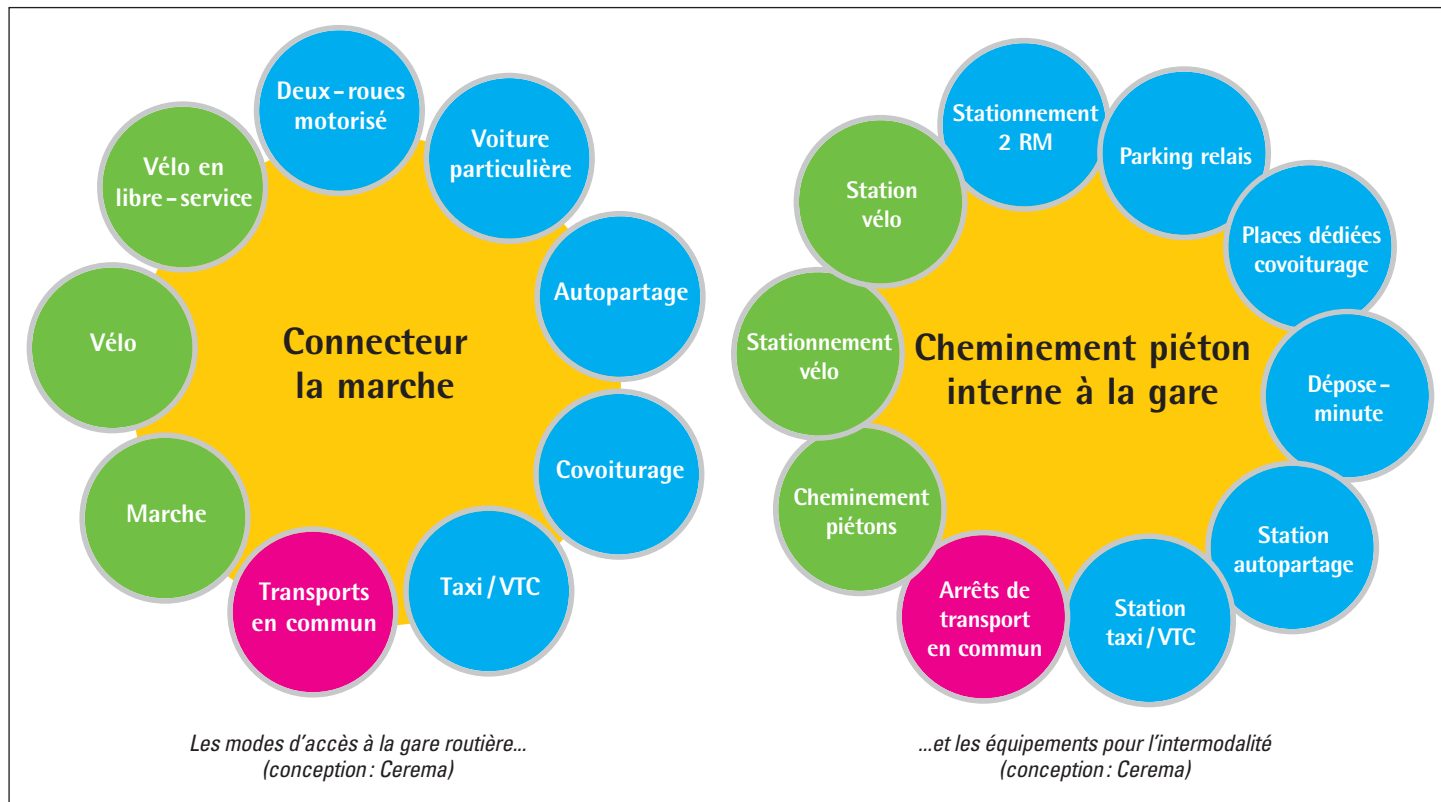 Deux-roues
motorisé
Voiture
particulière
Autopartage
Covoiturage
Taxi / VTC
Transports
en commun
Marche
Vélo
Vélo en
libre-service
Connecteur
la marche
Les modes d'accès à la gare routière...
(conception : Cerema)
Stationnement
2 RM
Parking relais
Places dédiées
covoiturage
Dépose-
minute
Station
autopartage
Station
taxi / VTC
Arrêts de
transport
en commun
Cheminement
piétons
Stationnement
vélo
Station
vélo
Cheminement piéton
interne à la gare
...et les équipements pour l'intermodalité
(conception : Cerema)